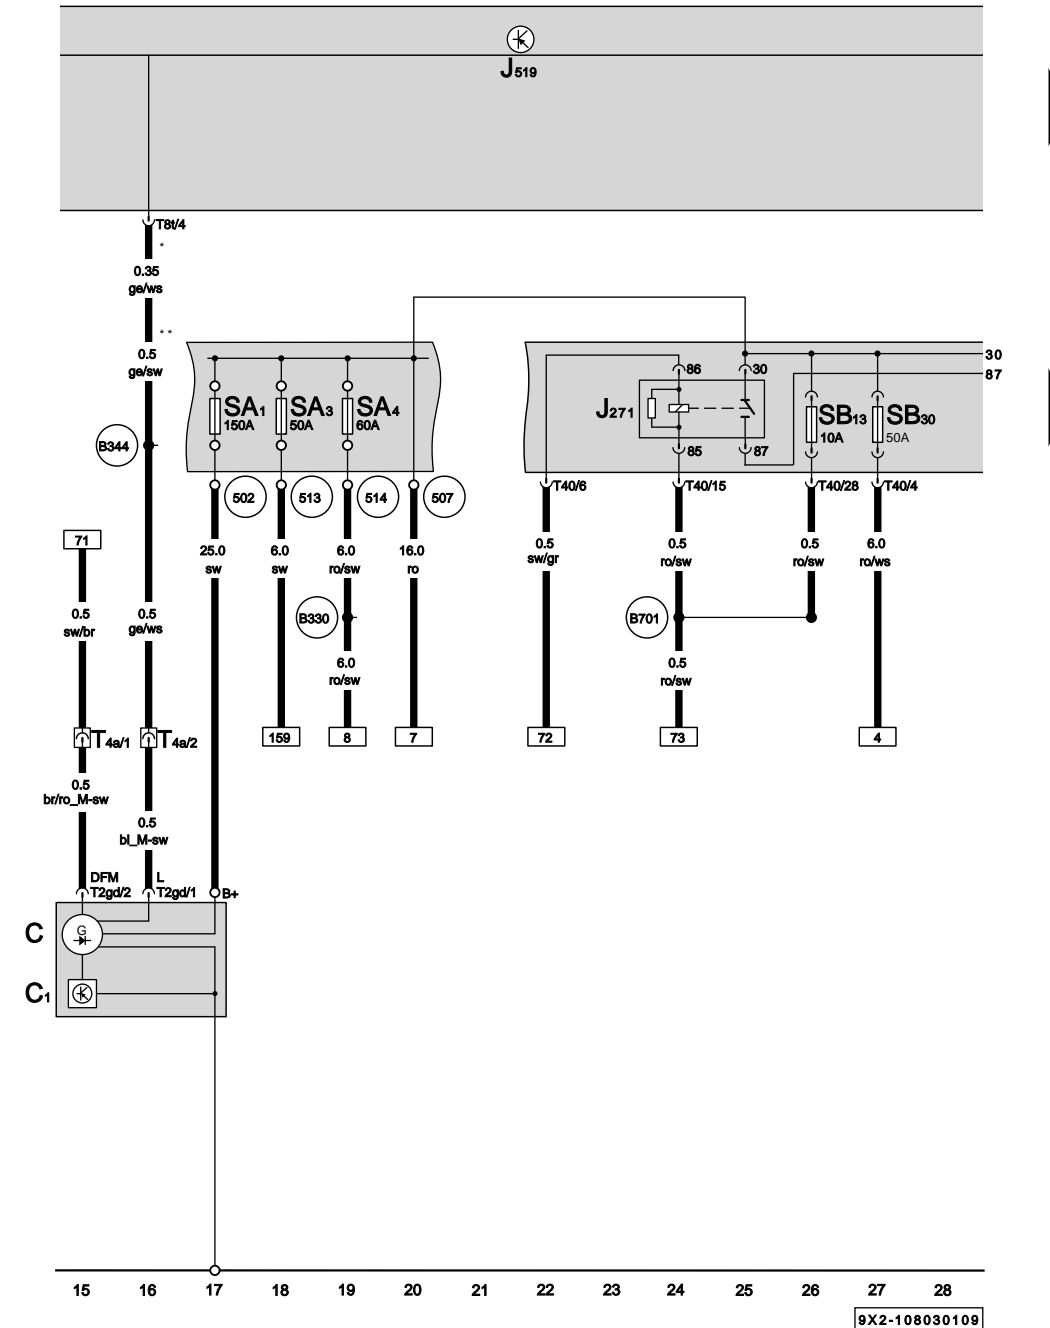 J519
T8t/4
*
0.35
ge/ws
* *
0.5
ge/sw
30
87
86
30
SA1
150A
SA3
50A
SA4
60A
J271
SB13
10A
SB30
50A
B344
85
87
502
513
514
507
T40/6
T40/15
T40/28
T40/4
71
25.0
sw
6.0
sw
6.0
ro/sw
16.0
ro
0.5
sw/gr
0.5
ro/sw
0.5
ro/sw
6.0
ro/ws
0.5
sw/br
0.5
ge/ws
B330
B701
6.0
ro/sw
0.5
ro/sw
T4a/1
T4a/2
159
8
7
72
73
4
0.5
br/ro_M-sw
0.5
bl_M-sw
DFM
T2gd/2
L
T2gd/1
B+
C
G
C1
15 16 17 18 19 20 21 22 23 24 25 26 27 28
9X2-108030109